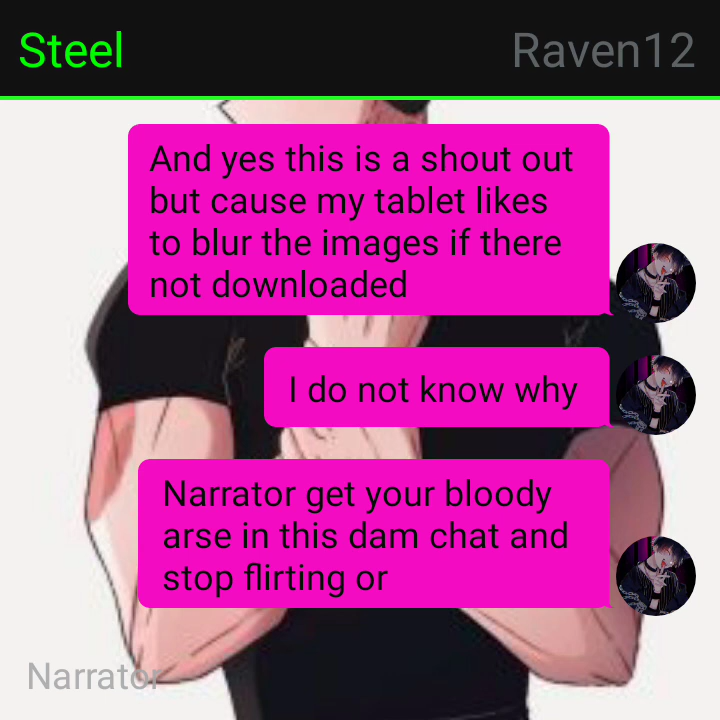 Steel
Raven12
And yes this is a shout out
but cause my tablet likes
to blur the images if there
not downloaded
I do not know why
Narrator get your bloody
arse in this dam chat and
stop flirting or
Narrator